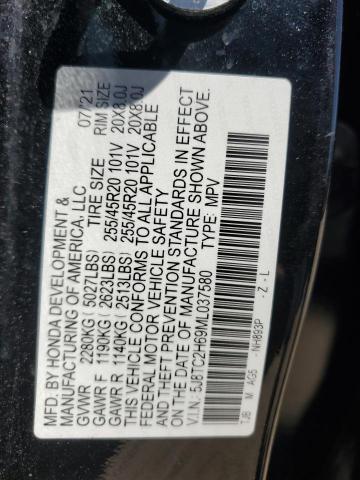 MFD. BY HONDA DEVELOPMENT &
MANUFACTURING OF AMERICA, LLC 07/21
GVWR 2280KG ( 5027LBS) TIRE SIZE RIM SIZE
GAWR F 1190KG ( 2623LBS) 255/45R20 101V 20X8.0J
GAWR R 1140KG ( 2513LBS) 255/45R20 101V 20X8.0J
THIS VEHICLE CONFORMS TO ALL APPLICABLE
FEDERAL MOTOR VEHICLE SAFETY
AND THEFT PREVENTION STANDARDS IN EFFECT
ON THE DATE OF MANUFACTURE SHOWN ABOVE.
V.I.N.: 5J8TC2H69ML037580 TYPE: MPV
TJB M AG5 -NH893P - Z - L